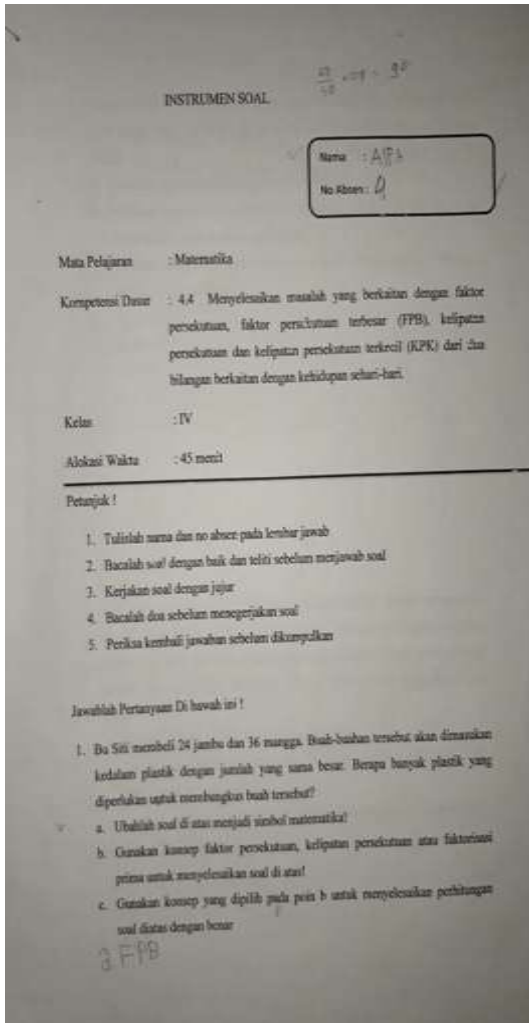 INSTRUMEN SOAL
Nama :
No Absen :
Mata Pelajaran : Matematika
Kompetensi Dasar : 4.4 Menyelesaikan masalah yang berkaitan dengan faktor
persekutuan, faktor persekutuan terbesar (FPB), kelipatan
persekutuan dan kelipatan persekutuan terkecil (KPK) dari dua
bilangan berkaitan dengan kehidupan sehari-hari.
Kelas : IV
Alokasi Waktu : 45 menit
Petunjuk !
1. Tulislah nama dan no absen pada lembar jawab
2. Bacalah soal dengan baik dan teliti sebelum menjawab soal
3. Kerjakan soal dengan jujur
4. Bacalah doa sebelum menegerjakan soal
5. Periksa kembali jawaban sebelum dikumpulkan
Jawablah Pertanyaan Di bawah ini !
1. Bu Siti membeli 24 jambu dan 36 mangga. Buah-buahan tersebut akan dimasukan
kedalam plastik dengan jumlah yang sama besar. Berapa banyak plastik yang
diperlukan untuk membungkus buah tersebut?
a. Ubahlah soal di atas menjadi simbol matematika!
b. Gunakan konsep faktor persekutuan, kelipatan persekutuan atau faktorisasi
prima untuk menyelesaikan soal di atas!
c. Gunakan konsep yang dipilih pada poin b untuk menyelesaikan perhitungan
soal diatas dengan benar
FPB